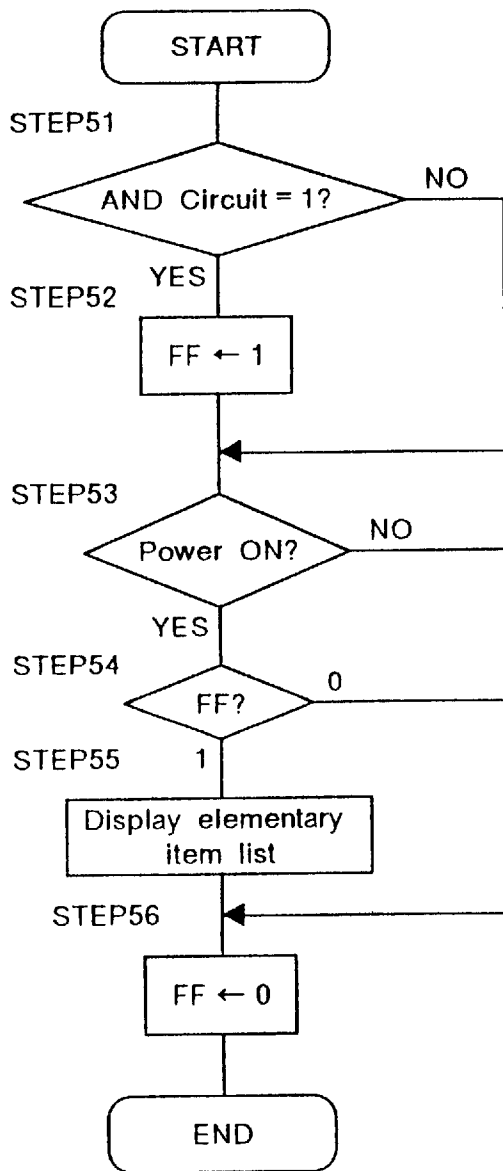 START
STEP51
AND Circuit = 1?
NO
YES
STEP52
FF ← 1
STEP53
Power ON?
NO
YES
STEP54
FF?
0
STEP55
1
Display elementary
item list
STEP56
FF ← 0
END